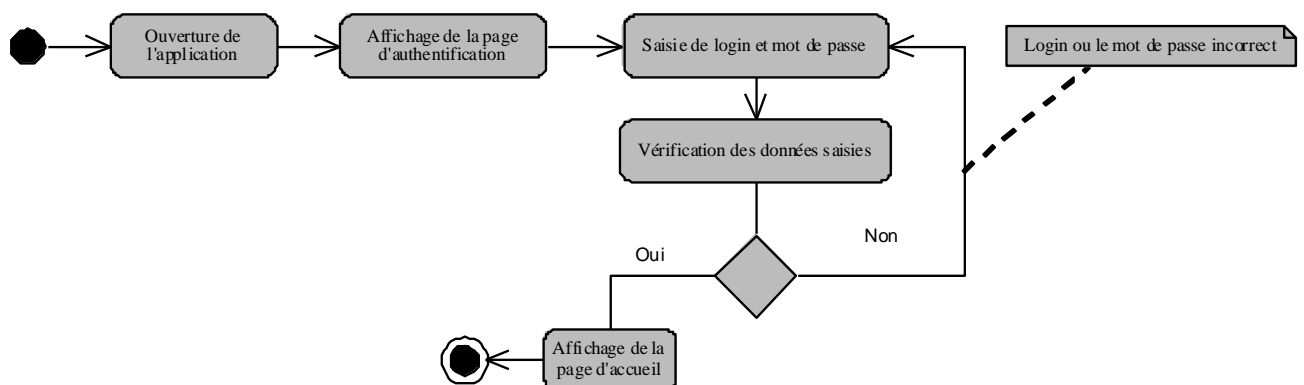 Ouverture de
l'application
Affichage de la page
d'authentification
Saisie de login et mot de passe
Login ou le mot de passe incorrect
Vérification des données saisies
Non
Oui
Affichage de la
page d'accueil